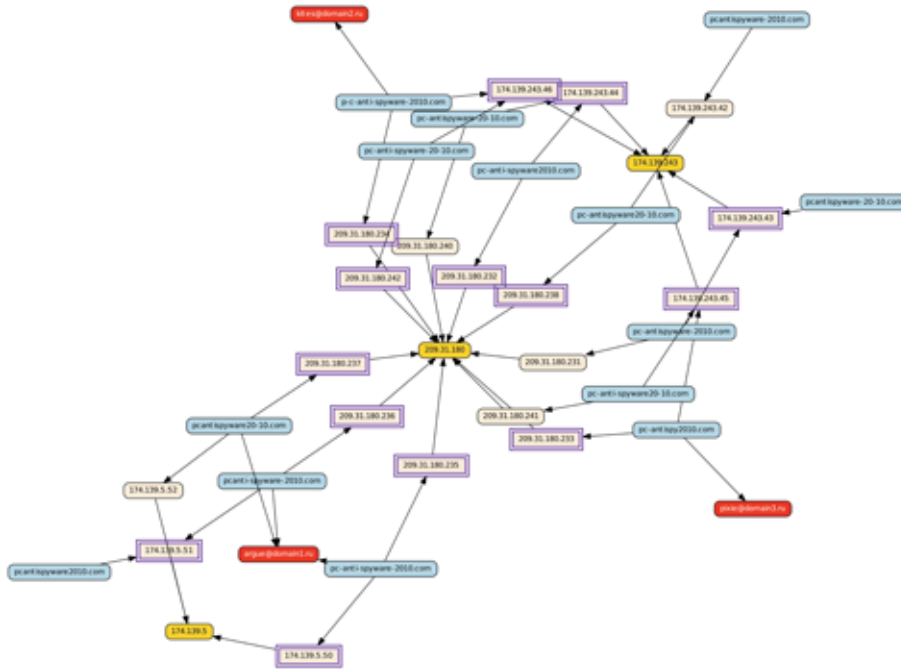 kites@domain2.ru
pcantispyware-2010.com
174.139.243.46
174.139.243.44
p-c-anti-spyware-2010.com
174.139.243.42
pc-antispyware-20-10.com
pc-anti-spyware-20-10.com
174.139.243
pc-anti-spyware2010.com
pcantispyware-20-10.com
pc-antispyware20-10.com
174.139.243.43
209.31.180.234
209.31.180.240
209.31.180.242
209.31.180.232
209.31.180.238
174.139.243.45
pc-antispyware-2010.com
209.31.180
209.31.180.237
209.31.180.231
pc-anti-spyware20-10.com
209.31.180.236
209.31.180.241
pcantispyware20-10.com
209.31.180.233
pc-antispy2010.com
209.31.180.235
pcanti-spyware-2010.com
174.139.5.52
pixie@domain3.ru
174.139.5.51
argue@domain1.ru
pcantispyware2010.com
pc-anti-spyware-2010.com
174.139.5
174.139.5.50